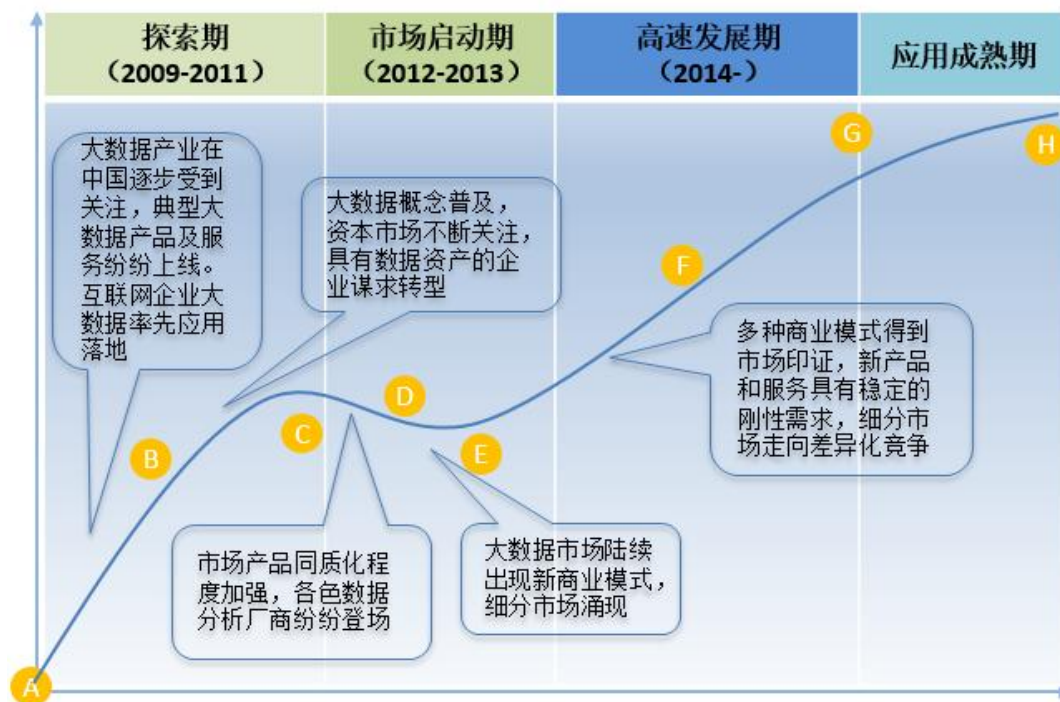 探索期
（2009-2011）
市场启动期
（2012-2013）
高速发展期
（2014-）
应用成熟期
大数据产业在
中国逐步受到
关注，典型大
数据产品及服
务纷纷上线。
互联网企业大
数据率先应用
落地
大数据概念普及，
资本市场不断关注，
具有数据资产的企
业谋求转型
G
H
F
多种商业模式得到
市场印证，新产品
和服务具有稳定的
刚性需求，细分市
场走向差异化竞争
B
C
D
E
市场产品同质化程
度加强，各色数据
分析厂商纷纷登场
大数据市场陆续
出现新商业模式，
细分市场涌现
A